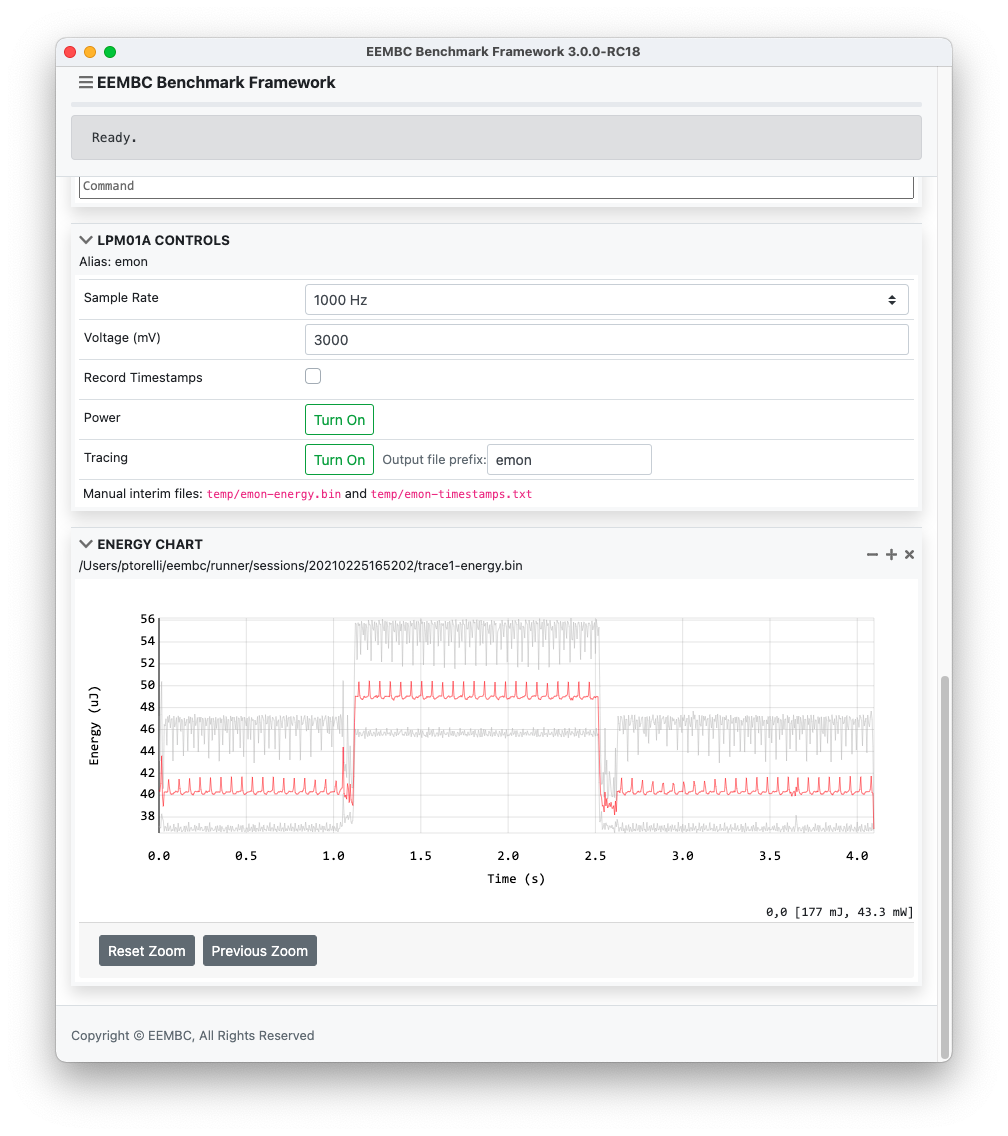 EEMBC Benchmark Framework 3.0.0-RC18
EEMBC Benchmark Framework
Ready.
Command
LPM01A CONTROLS
Alias: emon
Sample Rate
1000 Hz
Voltage (mV)
3000
Record Timestamps
Power
Turn On
Tracing
Turn On Output file prefix: emon
Manual interim files: temp/emon-energy.bin and temp/emon-timestamps.txt
ENERGY CHART
/Users/ptorelli/eembc/runner/sessions/20210225165202/trace1-energy.bin
56
54
52
50
48
46
44
42
40
38
Energy (uJ)
0.0 0.5 1.0 1.5 2.0 2.5 3.0 3.5 4.0
Time (s)
0,0 [177 mJ, 43.3 mW]
Reset Zoom Previous Zoom
Copyright © EEMBC, All Rights Reserved